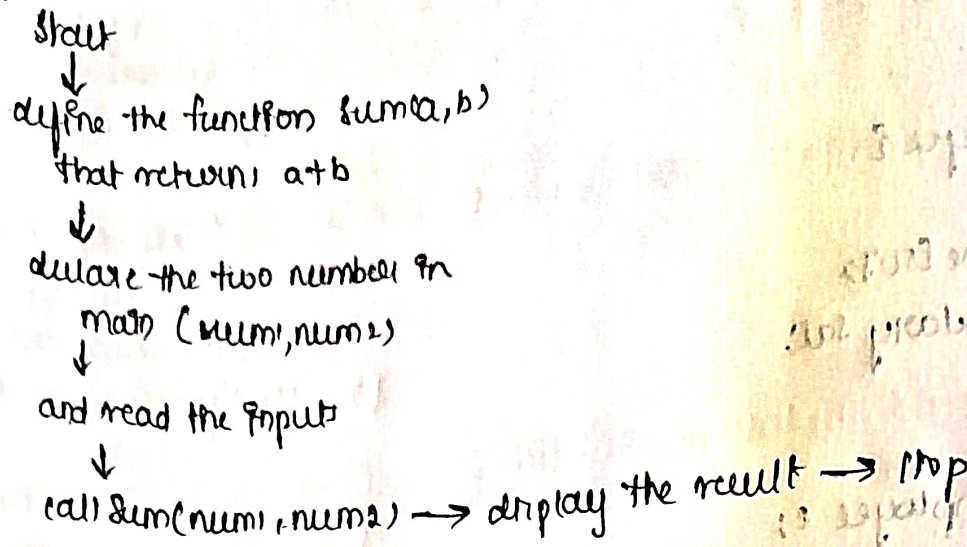 Start
↓
define the function sum(a,b)
that returns a+b
↓
declare the two number in
main (num1,num2)
↓
and read the inputs
↓
call sum(num1,num2) → display the result → stop